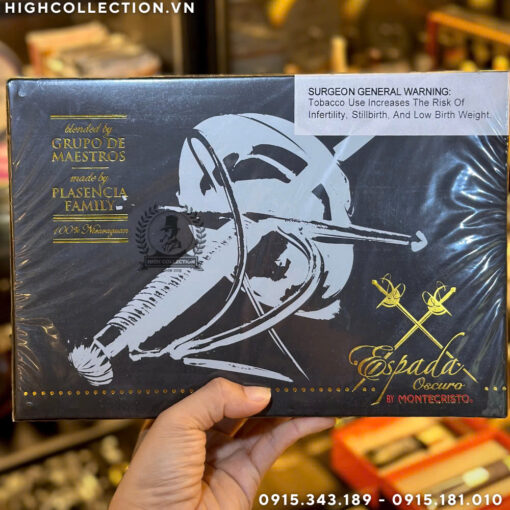 HIGHCOLLECTION.VN
SURGEON GENERAL WARNING:
Tobacco Use Increases The Risk Of
Infertility, Stillbirth, And Low Birth Weight.
blended by
GRUPO DE
MAESTROS
made by
PLASENCIA
FAMILY
100% Nicaraguan
HIGH COLLECTION
Espada
Oscuro
BY MONTECRISTO
0915.343.189 - 0915.181.010